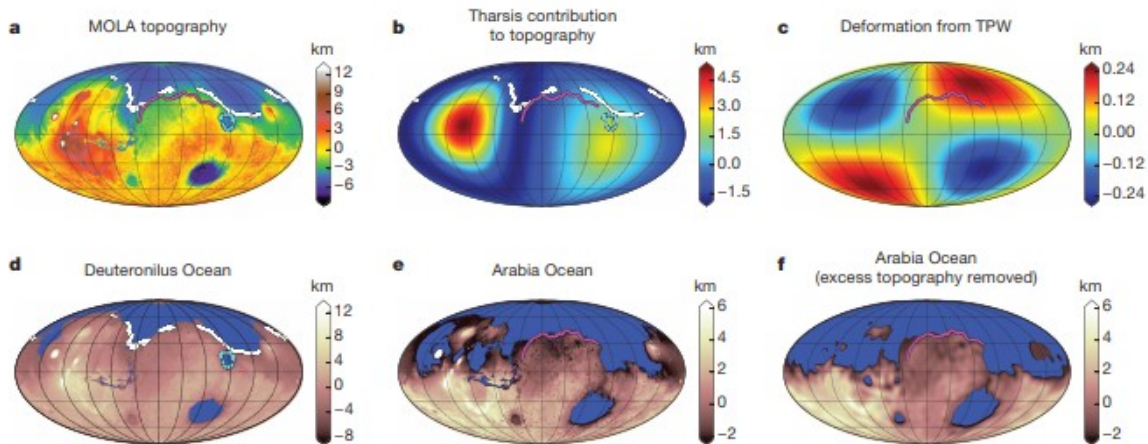 a
MOLA topography
km
12
9
6
3
0
−3
−6
b
Tharsis contribution
to topography
km
4.5
3.0
1.5
0.0
−1.5
c
Deformation from TPW
km
0.24
0.12
0.00
−0.12
−0.24
d
Deuteronilus Ocean
km
12
8
4
0
−4
−8
e
Arabia Ocean
km
6
4
2
0
−2
f
Arabia Ocean
(excess topography removed)
km
6
4
2
0
−2